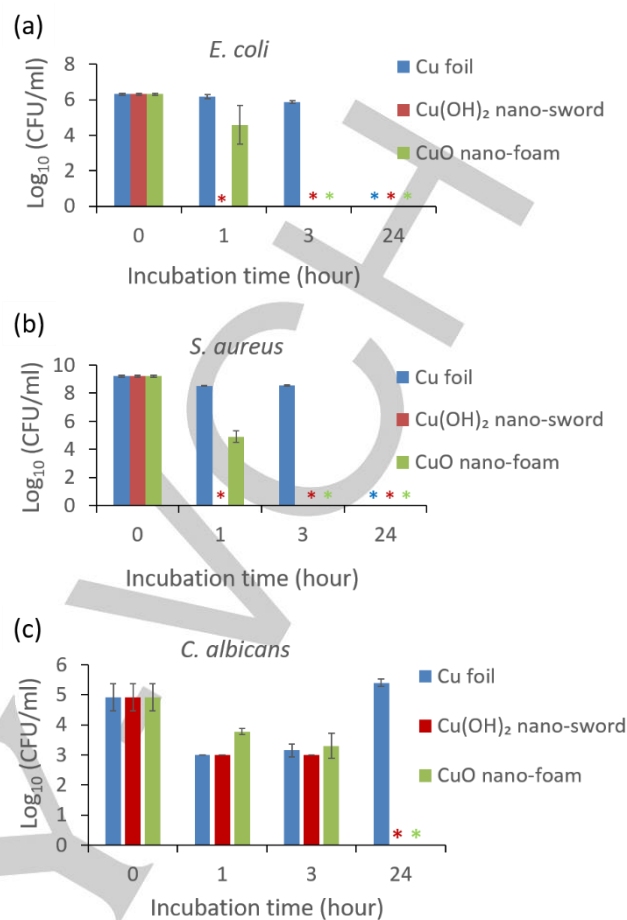 (a)
E. coli
Log₁₀ (CFU/ml)
8
6
4
2
0
* * * * * *
0 1 3 24
Incubation time (hour)
Cu foil
Cu(OH)₂ nano-sword
CuO nano-foam
(b)
S. aureus
Log₁₀ (CFU/ml)
10
8
6
4
2
0
* * * * * *
0 1 3 24
Incubation time (hour)
Cu foil
Cu(OH)₂ nano-sword
CuO nano-foam
(c)
C. albicans
Log₁₀ (CFU/ml)
6
5
4
3
2
1
0
* *
0 1 3 24
Incubation time (hour)
Cu foil
Cu(OH)₂ nano-sword
CuO nano-foam
Y-VCH